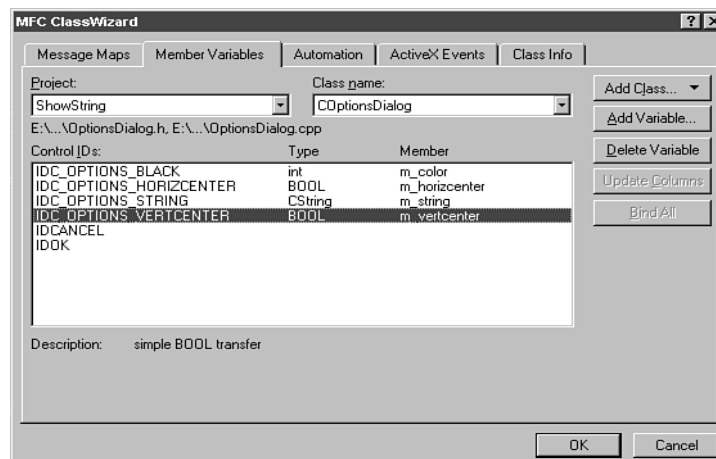 MFC ClassWizard
Message Maps Member Variables Automation ActiveX Events Class Info
Project: Class name:
ShowString COptionsDialog
Add Class...
E:\...\OptionsDialog.h, E:\...\OptionsDialog.cpp
Add Variable...
Control IDs: Type Member
Delete Variable
IDC_OPTIONS_BLACK int m_color
IDC_OPTIONS_HORIZCENTER BOOL m_horizcenter
IDC_OPTIONS_STRING CString m_string
IDC_OPTIONS_VERTCENTER BOOL m_vertcenter
IDCANCEL
IDOK
Update Columns
Bind All
Description: simple BOOL transfer
OK Cancel